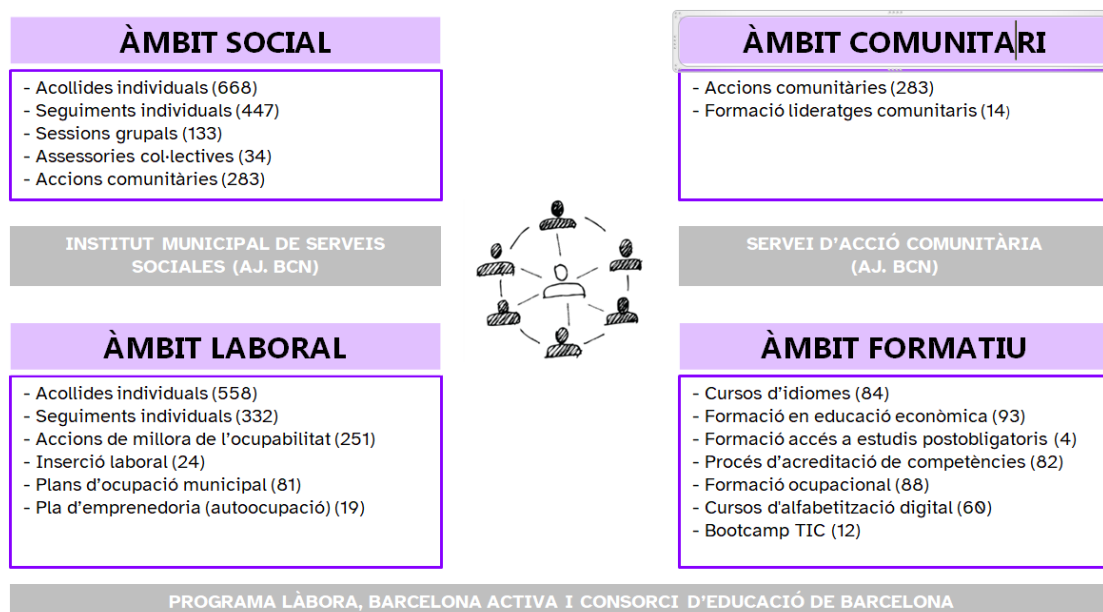 ÀMBIT SOCIAL
- Acollides individuals (668)
- Seguiments individuals (447)
- Sessions grupals (133)
- Assessories col·lectives (34)
- Accions comunitàries (283)
INSTITUT MUNICIPAL DE SERVEIS
SOCIALES (AJ. BCN)
ÀMBIT COMUNITARI
- Accions comunitàries (283)
- Formació lideratges comunitaris (14)
SERVEI D'ACCIÓ COMUNITÀRIA
(AJ. BCN)
ÀMBIT LABORAL
- Acollides individuals (558)
- Seguiments individuals (332)
- Accions de millora de l'ocupabilitat (251)
- Inserció laboral (24)
- Plans d'ocupació municipal (81)
- Pla d'emprenedoria (autoocupació) (19)
ÀMBIT FORMATIU
- Cursos d'idiomes (84)
- Formació en educació econòmica (93)
- Formació accés a estudis postobligatoris (4)
- Procés d'acreditació de competències (82)
- Formació ocupacional (88)
- Cursos d'alfabetització digital (60)
- Bootcamp TIC (12)
PROGRAMA LÀBORA, BARCELONA ACTIVA I CONSORCI D'EDUCACIÓ DE BARCELONA